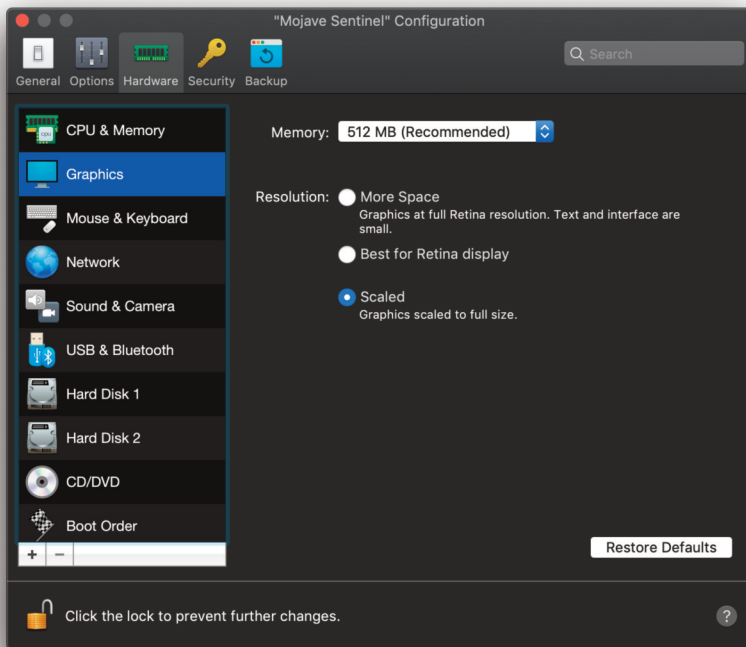 "Mojave Sentinel" Configuration
General
Options
Hardware
Security
Backup
Search
CPU & Memory
Graphics
Mouse & Keyboard
Network
Sound & Camera
USB & Bluetooth
Hard Disk 1
Hard Disk 2
CD/DVD
Boot Order
+ −
Memory: 512 MB (Recommended)
Resolution: More Space
Graphics at full Retina resolution. Text and interface are
small.
Best for Retina display
Scaled
Graphics scaled to full size.
Restore Defaults
Click the lock to prevent further changes.
?